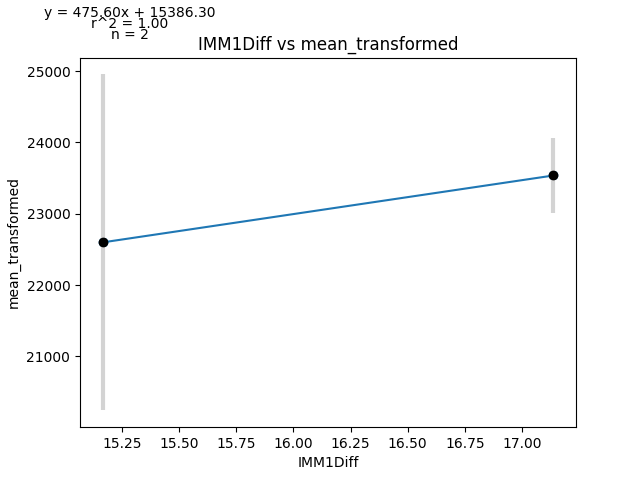 y = 475.60x + 15386.30
r^2 = 1.00
n = 2
IMM1Diff vs mean_transformed
25000
24000
23000
22000
21000
mean_transformed
15.25 15.50 15.75 16.00 16.25 16.50 16.75 17.00
IMM1Diff